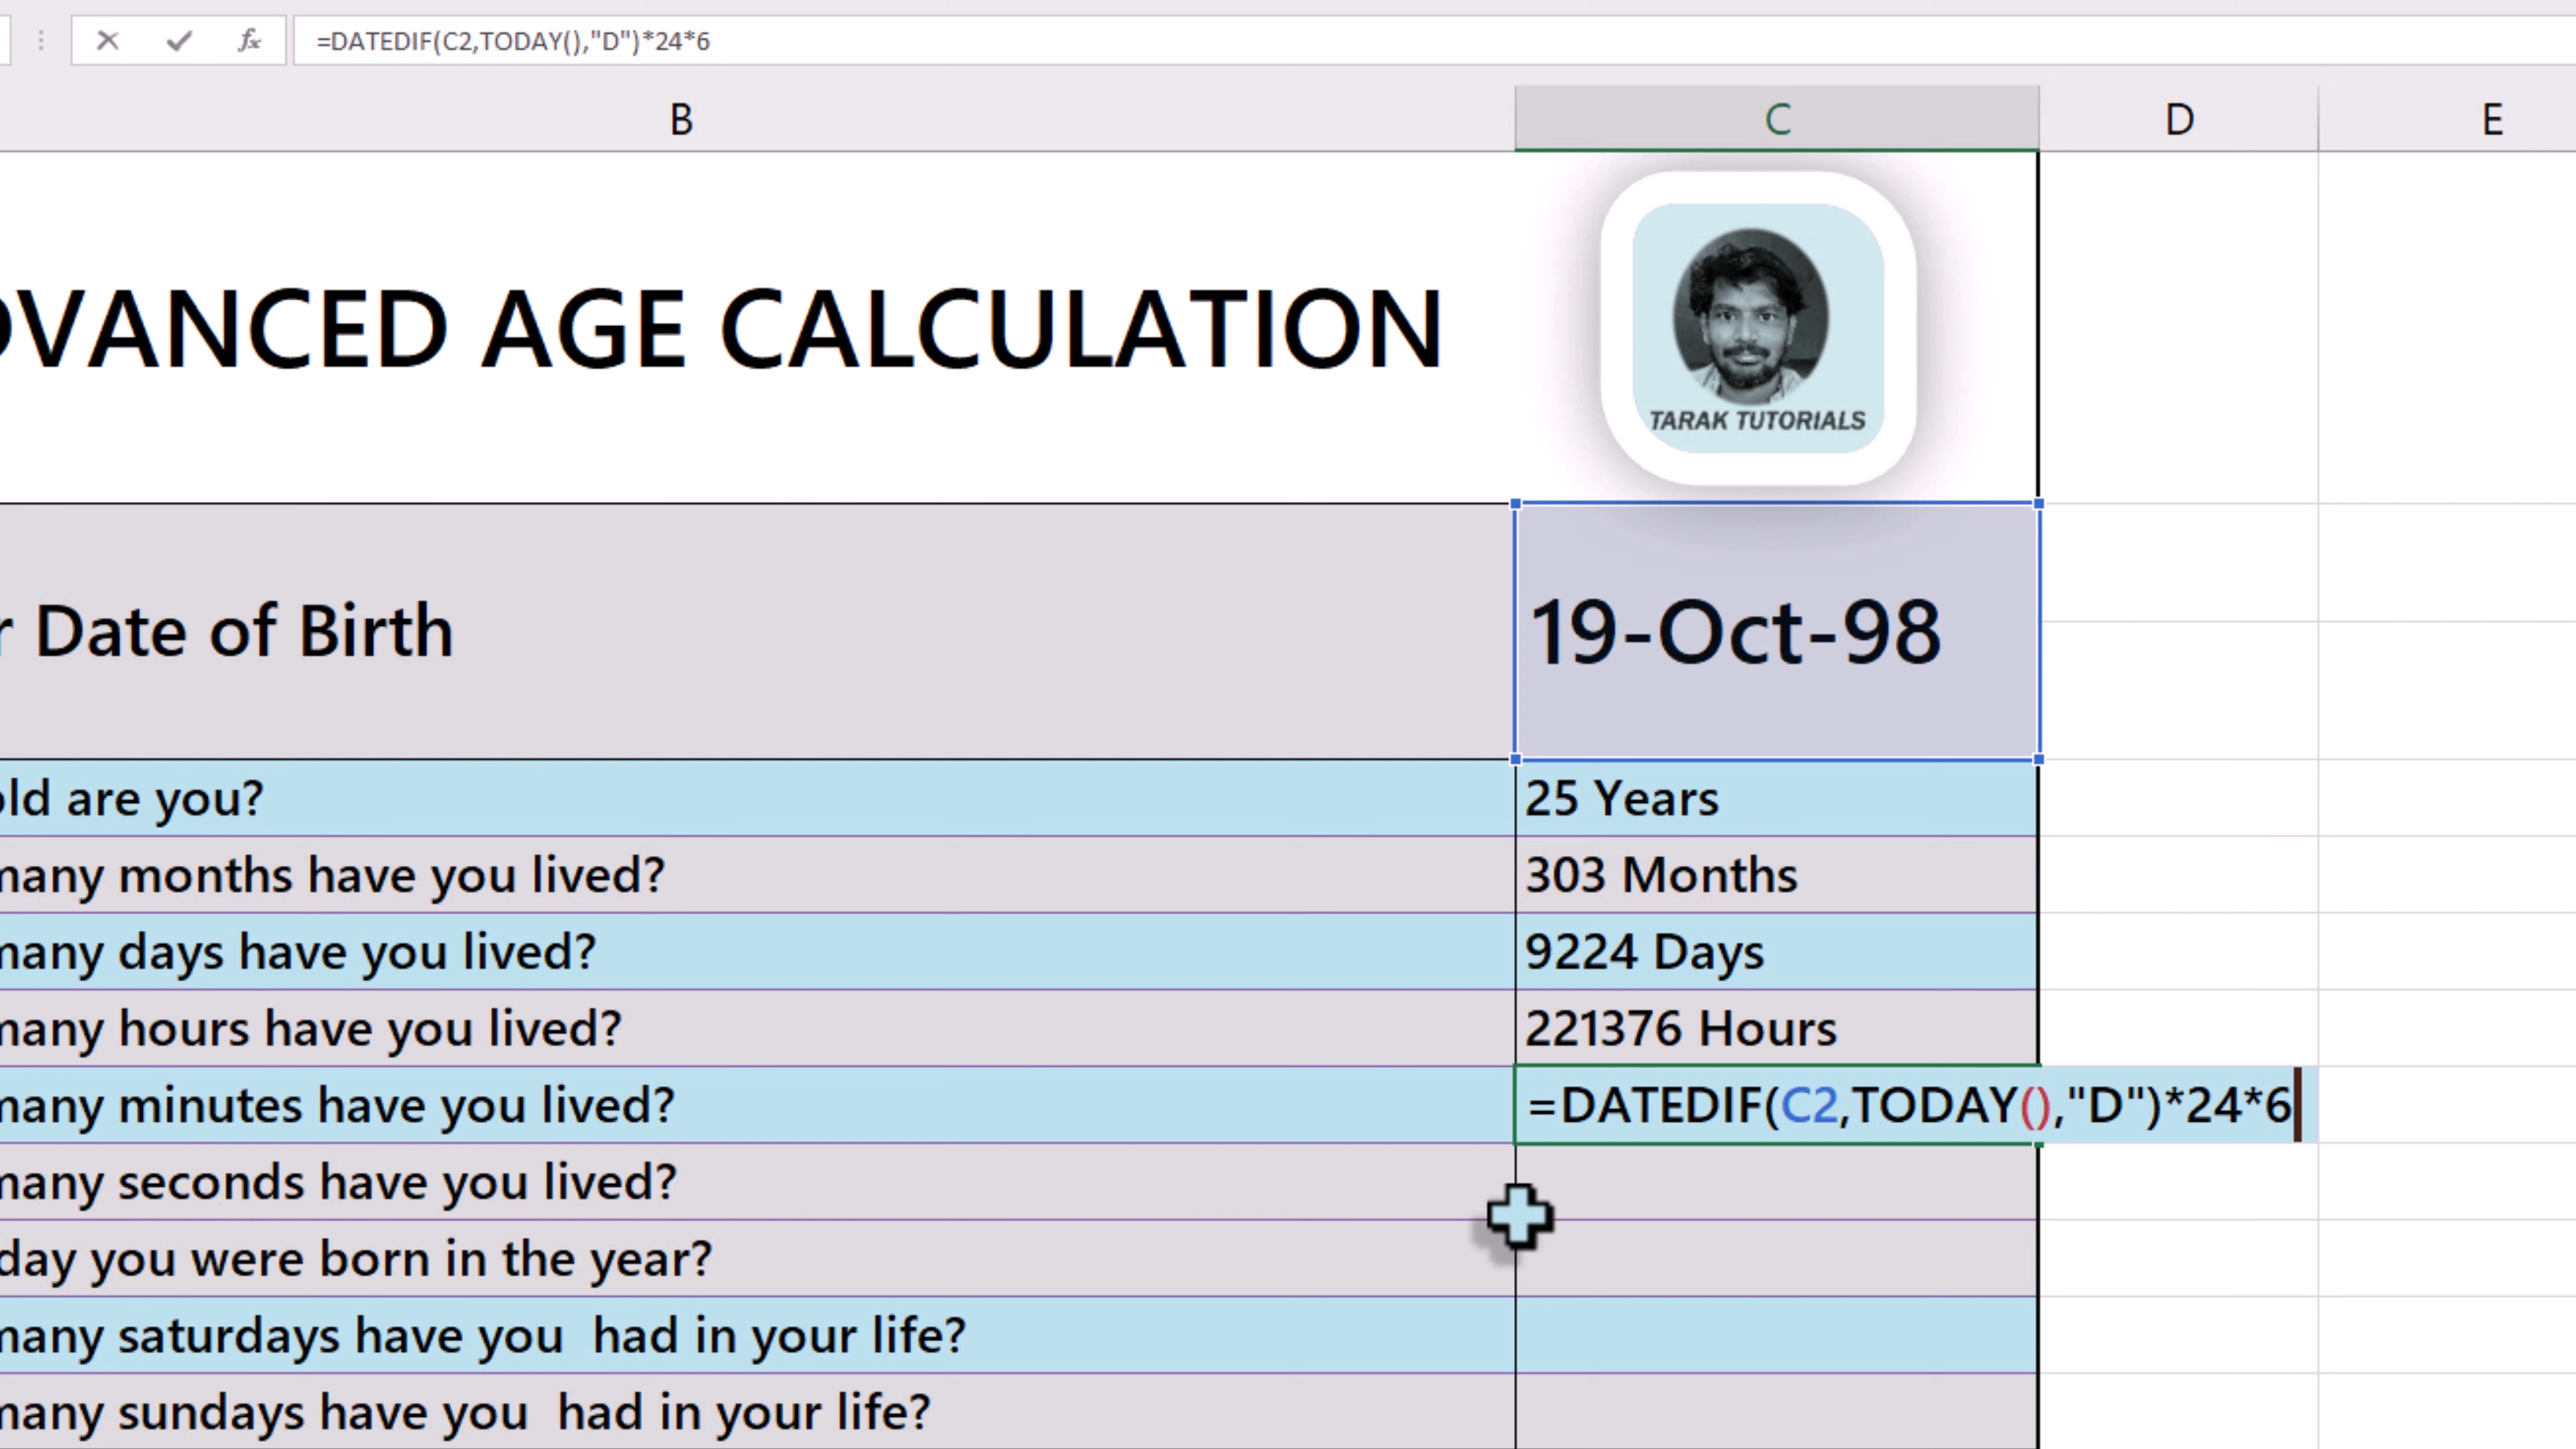 =DATEDIF(C2,TODAY(),"D")*24*6
B C D E
DVANCED AGE CALCULATION
TARAK TUTORIALS
r Date of Birth 19-Oct-98
old are you? 25 Years
many months have you lived? 303 Months
many days have you lived? 9224 Days
many hours have you lived? 221376 Hours
many minutes have you lived? =DATEDIF(C2,TODAY(),"D")*24*6
many seconds have you lived?
day you were born in the year?
many saturdays have you  had in your life?
many sundays have you  had in your life?